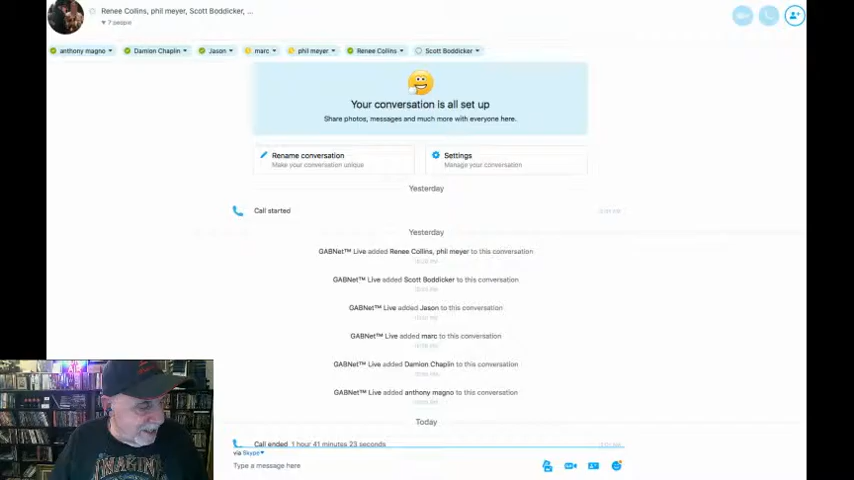 Renee Collins, phil meyer, Scott Boddicker, ...
7 people
anthony magno Damion Chaplin Jason marc phil meyer Renee Collins Scott Boddicker
Your conversation is all set up
Share photos, messages and much more with everyone here.
Rename conversation
Make your conversation unique
Settings
Manage your conversation
Yesterday
Call started
Yesterday
GABNet™ Live added Renee Collins, phil meyer to this conversation
GABNet™ Live added Scott Boddicker to this conversation
GABNet™ Live added Jason to this conversation
GABNet™ Live added marc to this conversation
GABNet™ Live added Damion Chaplin to this conversation
GABNet™ Live added anthony magno to this conversation
Today
Call ended 1 hour 41 minutes 23 seconds
via Skype
Type a message here